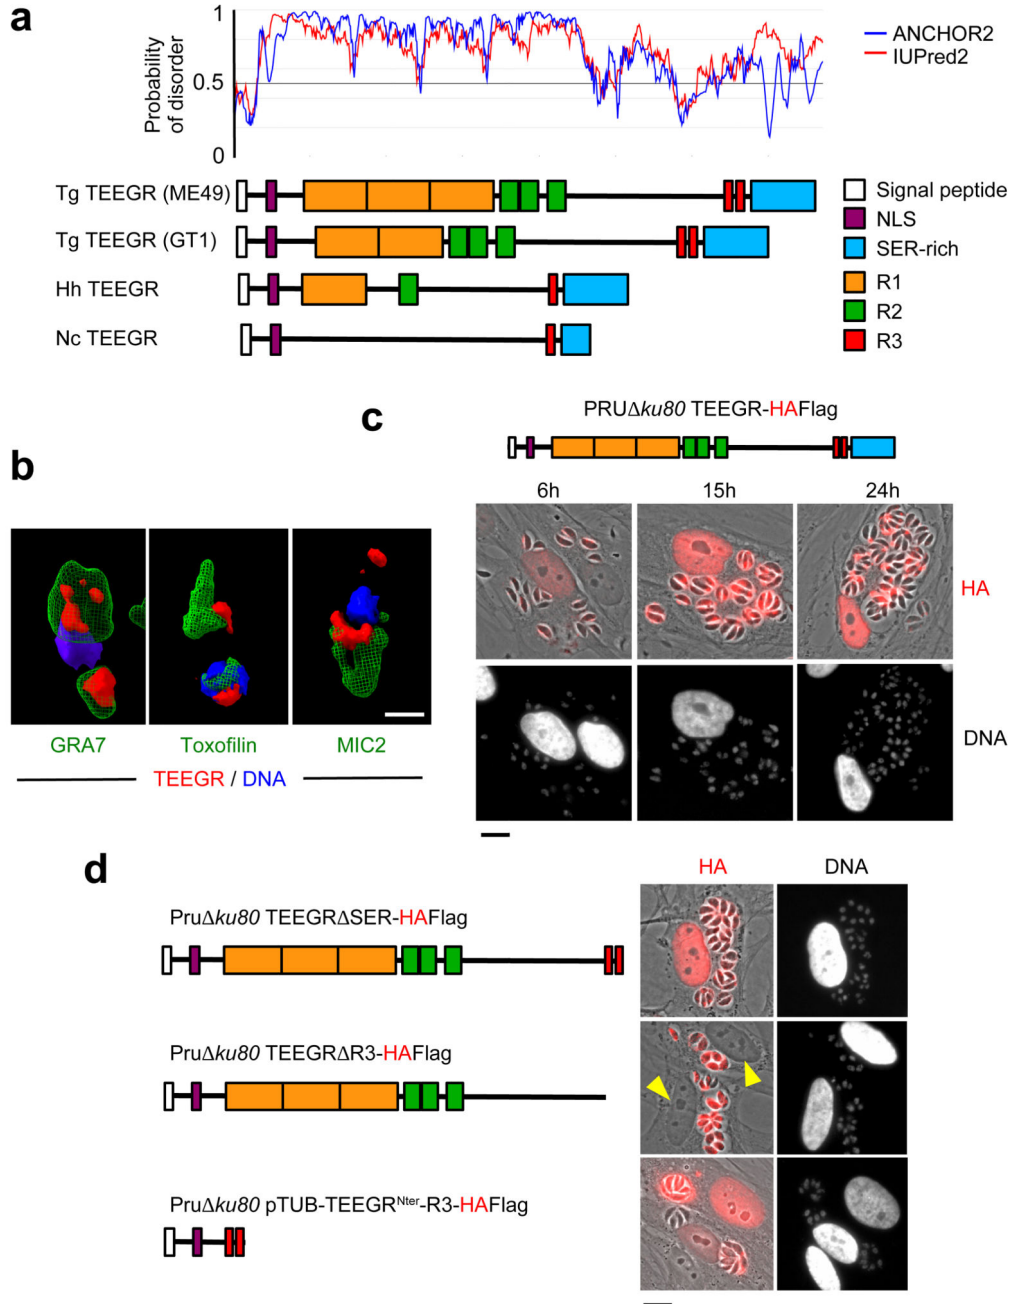 a
1
0.5
0
Probability
of disorder
ANCHOR2
IUPred2
Tg TEEGR (ME49)
Tg TEEGR (GT1)
Hh TEEGR
Nc TEEGR
Signal peptide
NLS
SER-rich
R1
R2
R3
b
GRA7
Toxofilin
MIC2
TEEGR / DNA
c
PRUΔku80 TEEGR-HAFlag
6h
15h
24h
HA
DNA
d
HA
DNA
PruΔku80 TEEGRΔSER-HAFlag
PruΔku80 TEEGRΔR3-HAFlag
PruΔku80 pTUB-TEEGR^Nter-R3-HAFlag